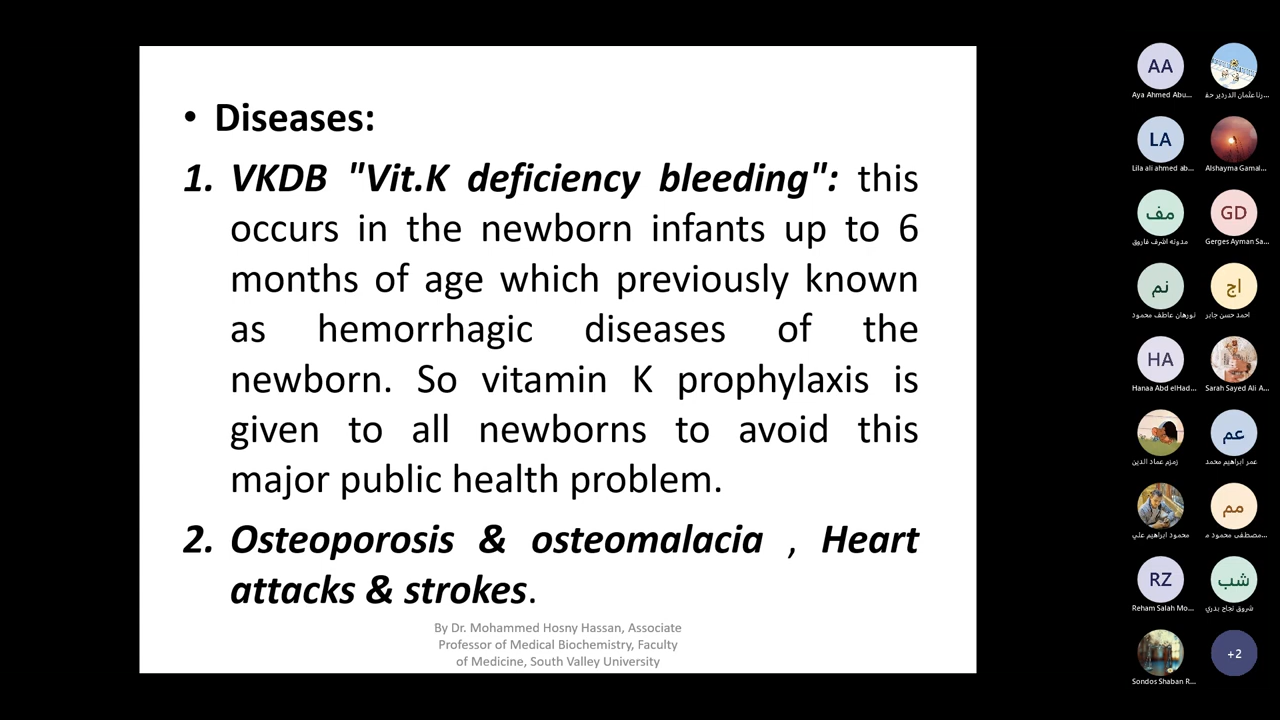 • Diseases:
1. VKDB "Vit.K deficiency bleeding": this
occurs in the newborn infants up to 6
months of age which previously known
as hemorrhagic diseases of the
newborn. So vitamin K prophylaxis is
given to all newborns to avoid this
major public health problem.
2. Osteoporosis & osteomalacia , Heart
attacks & strokes.
By Dr. Mohammed Hosny Hassan, Associate
Professor of Medical Biochemistry, Faculty
of Medicine, South Valley University
AA
Aya Ahmed Abu...
رنا عثمان الدردير حف...
LA
Lila ali ahmed ab...
Alshayma Gamal...
مف
مدونه اشرف فاروق
GD
Gerges Ayman Sa...
نم
نورهان عاطف محمود
اج
احمد حسن جابر
HA
Hanaa Abd elHad...
Sarah Sayed Ali A...
زمزم عماد الدين
عم
عمر ابراهيم محمد
محمود ابراهيم علي
مم
مصطفى محمود م...
RZ
Reham Salah Mo...
شب
شروق نجاح بدري
Sondos Shaban R...
+2